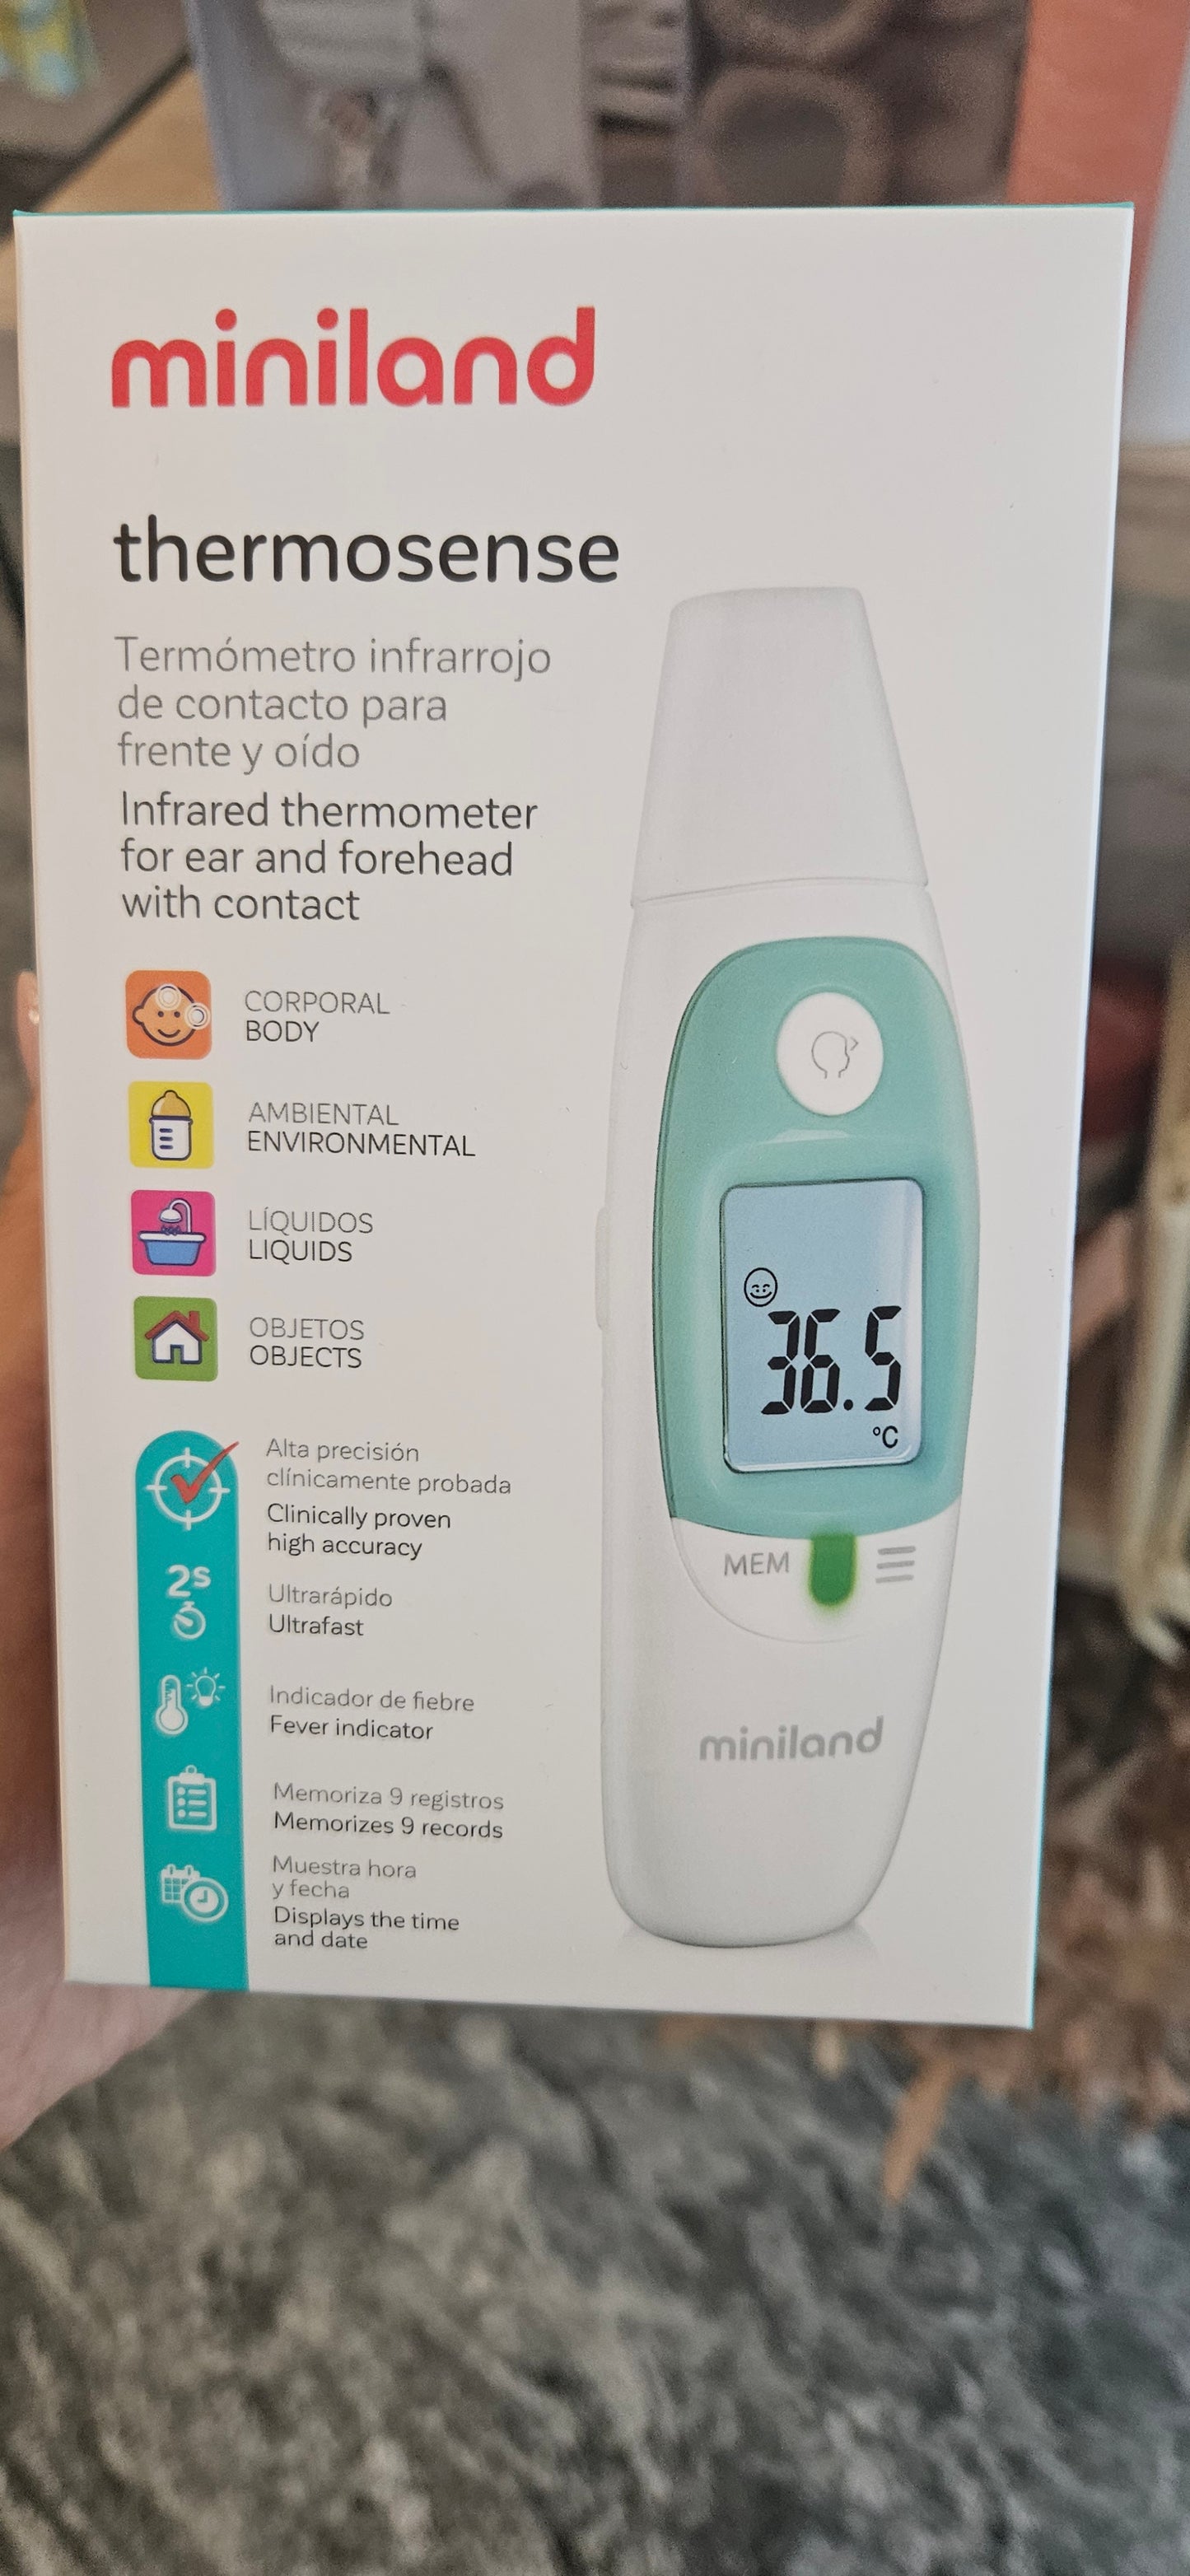 miniland
thermosense
Termómetro infrarrojo
de contacto para
frente y oído
Infrared thermometer
for ear and forehead
with contact
CORPORAL
BODY
AMBIENTAL
ENVIRONMENTAL
LÍQUIDOS
LIQUIDS
OBJETOS
OBJECTS
36.5
°C
MEM
miniland
Alta precisión
clínicamente probada
Clinically proven
high accuracy
2s
Ultrarápido
Ultrafast
Indicador de fiebre
Fever indicator
Memoriza 9 registros
Memorizes 9 records
Muestra hora
y fecha
Displays the time
and date